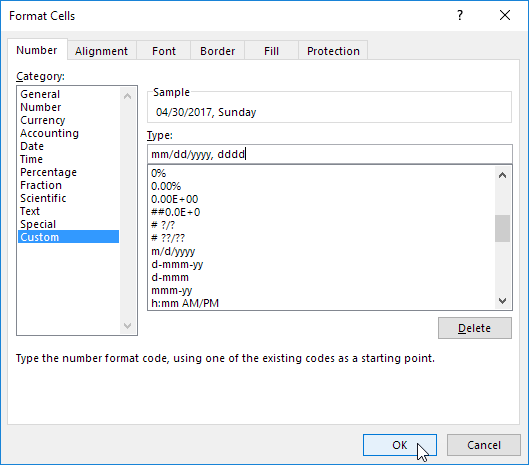 Format Cells
? ×
Number Alignment Font Border Fill Protection
Category:
General
Number
Currency
Accounting
Date
Time
Percentage
Fraction
Scientific
Text
Special
Custom
Sample
04/30/2017, Sunday
Type:
mm/dd/yyyy, dddd
0%
0.00%
0.00E+00
##0.0E+0
# ?/?
# ??/??
m/d/yyyy
d-mmm-yy
d-mmm
mmm-yy
h:mm AM/PM
Delete
Type the number format code, using one of the existing codes as a starting point.
OK Cancel